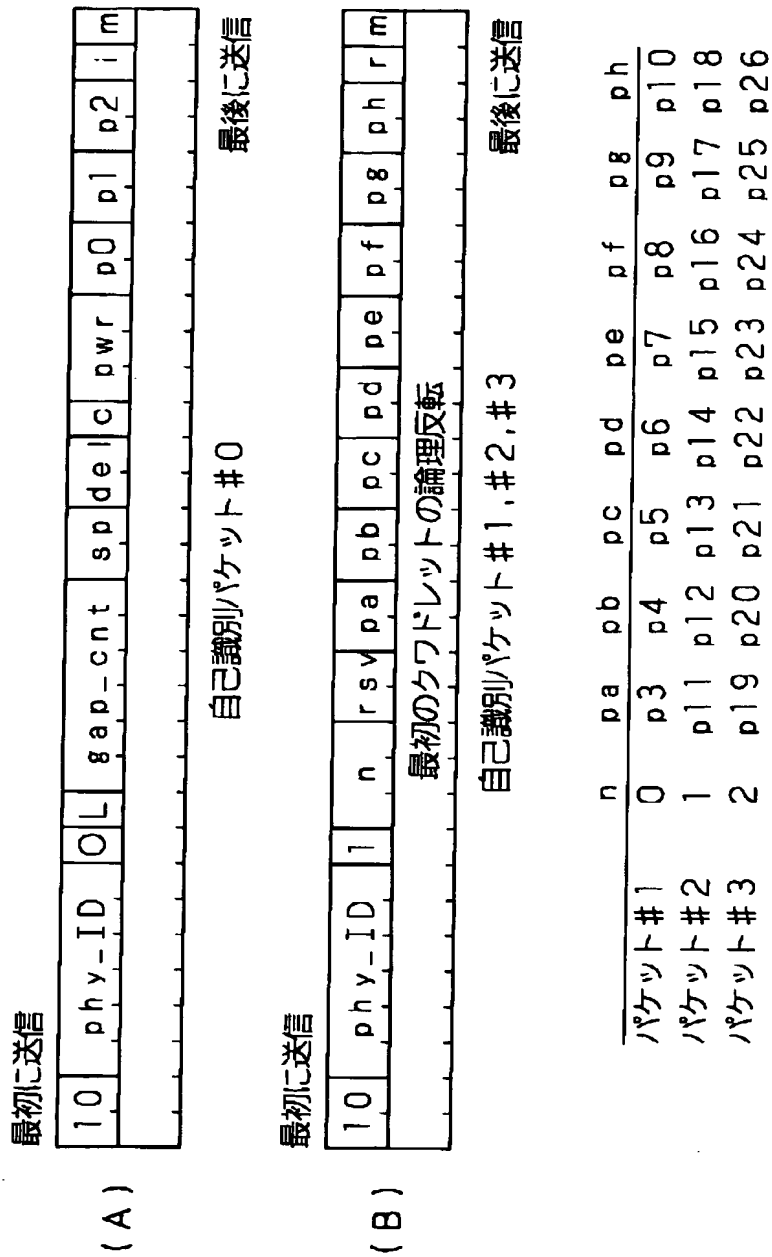 最初に送信
(A)
10 phy_ID 0 L gap_cnt sp del c pwr p0 p1 p2 i m
最後に送信
自己識別パケット#0
最初に送信
(B)
10 phy_ID 1 n rsv pa pb pc pd pe pf pg ph r m
最初のクワドレットの論理反転
最後に送信
自己識別パケット#1,#2,#3
n pa pb pc pd pe pf pg ph
パケット#1 0 p3 p4 p5 p6 p7 p8 p9 p10
パケット#2 1 p11 p12 p13 p14 p15 p16 p17 p18
パケット#3 2 p19 p20 p21 p22 p23 p24 p25 p26